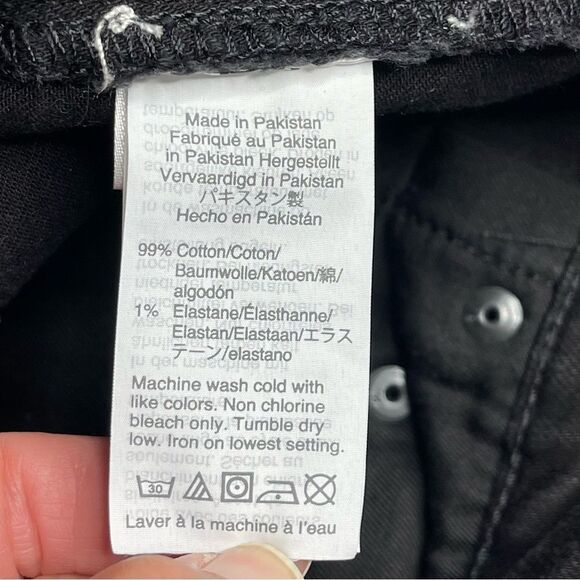 Made in Pakistan
Fabriqué au Pakistan
in Pakistan Hergestellt
Vervaardigd in Pakistan
パキスタン製
Hecho en Pakistán
99% Cotton/Coton/
Baumwolle/Katoen/綿/
algodón
1% Elastane/Élasthanne/
Elastan/Elastaan/エラス
テーン/elastano
Machine wash cold with
like colors. Non chlorine
bleach only. Tumble dry
low. Iron on lowest setting.
30
Laver à la machine à l'eau